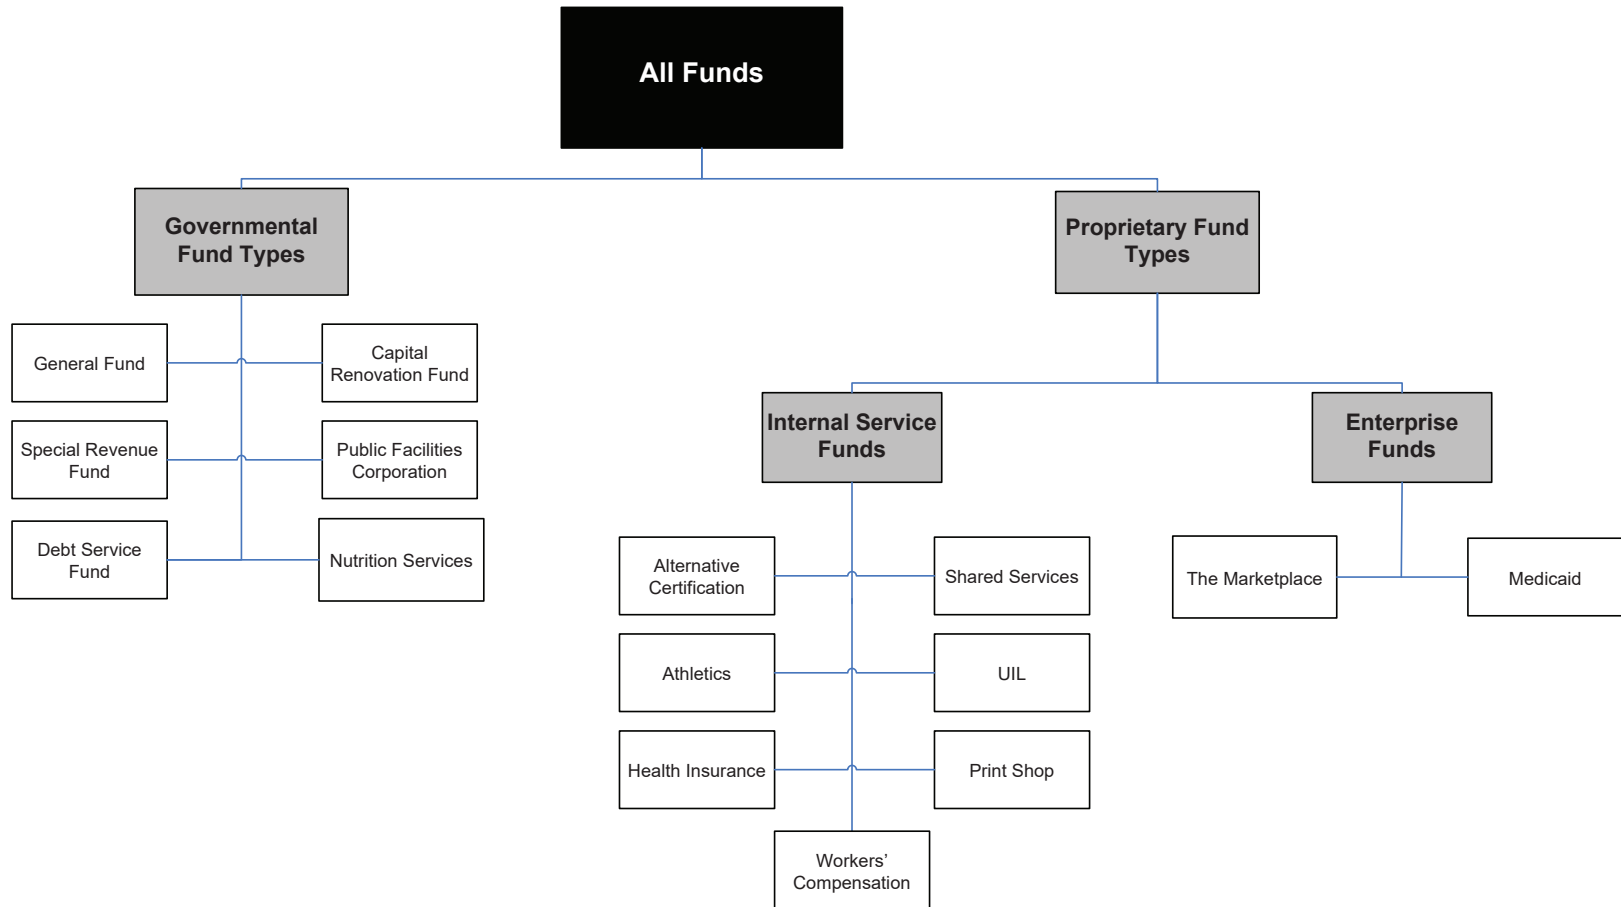 All Funds
Governmental
Fund Types
Proprietary Fund
Types
General Fund
Capital
Renovation Fund
Special Revenue
Fund
Public Facilities
Corporation
Debt Service
Fund
Nutrition Services
Internal Service
Funds
Enterprise
Funds
Alternative
Certification
Shared Services
The Marketplace
Medicaid
Athletics
UIL
Health Insurance
Print Shop
Workers’
Compensation